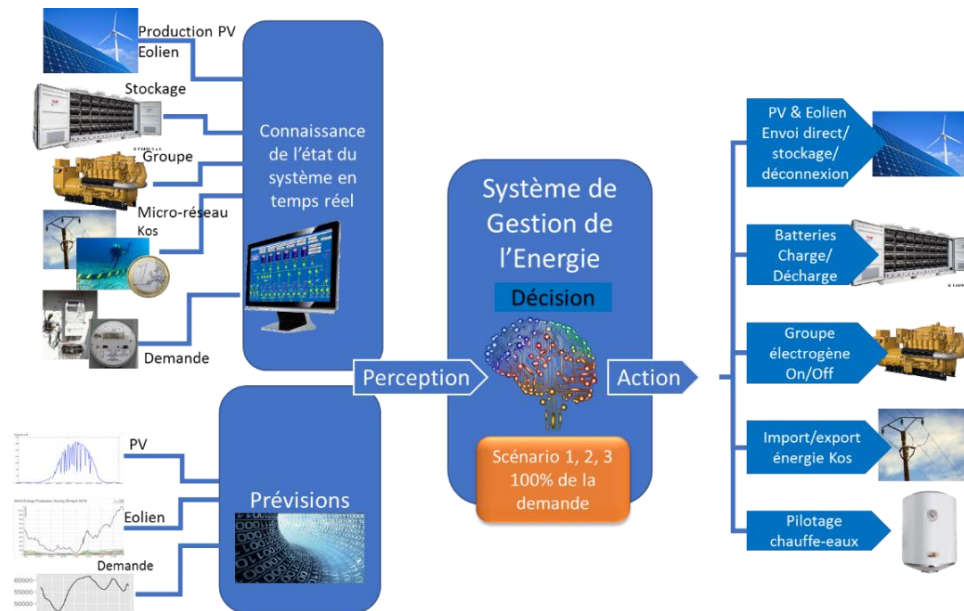 Production PV
Eolien
Stockage
Groupe
Micro-réseau
Kos
Demande
Connaissance
de l'état du
système en
temps réel
PV
Eolien
Demande
60000
55000
50000
Prévisions
Perception
Système de
Gestion de
l'Energie
Décision
Scénario 1, 2, 3
100% de la
demande
Action
PV & Eolien
Envoi direct/
stockage/
déconnexion
Batteries
Charge/
Décharge
Groupe
électrogène
On/Off
Import/export
énergie Kos
Pilotage
chauffe-eaux